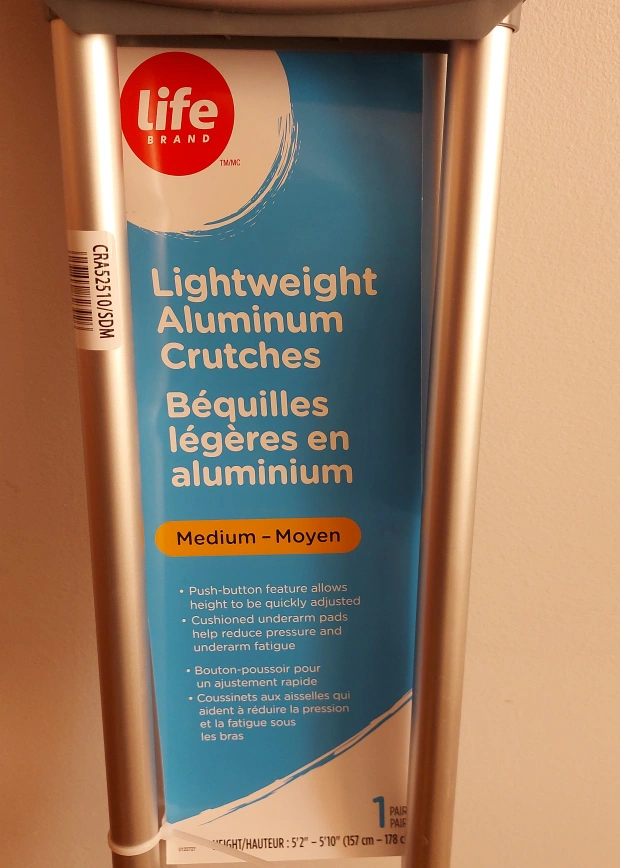 life
BRAND
TM/MC
CRA52510/SDM
Lightweight
Aluminum
Crutches
Béquilles
légères en
aluminium
Medium – Moyen
• Push-button feature allows
height to be quickly adjusted
• Cushioned underarm pads
help reduce pressure and
underarm fatigue
• Bouton-poussoir pour
un ajustement rapide
• Coussinets aux aisselles qui
aident à réduire la pression
et la fatigue sous
les bras
1 PAIR
PAIR
HEIGHT/HAUTEUR : 5'2" – 5'10" (157 cm – 178 c